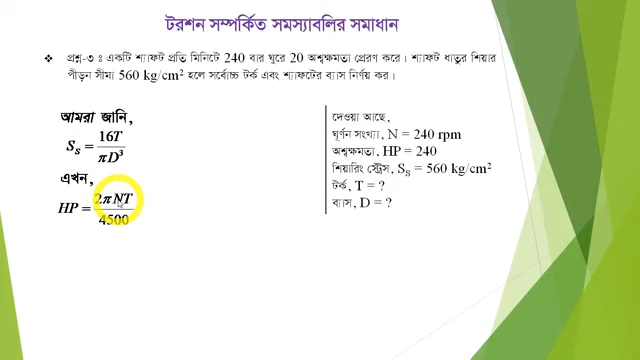 টরশন সম্পর্কিত সমস্যাবলির সমাধান
❖ প্রশ্ন-৩ ঃ একটি শ্যাফট প্রতি মিনিটে 240 বার ঘুরে 20 অশ্বক্ষমতা প্রেরণ করে। শ্যাফট ধাতুর শিয়ার
পীড়ন সীমা 560 kg/cm² হলে সর্বোচ্চ টর্ক এবং শ্যাফটের ব্যাস নির্ণয় কর।
আমরা জানি,
S_s = 16T / πD³
এখন,
HP = 2πNT / 4500
দেওয়া আছে,
ঘূর্ণন সংখ্যা, N = 240 rpm
অশ্বক্ষমতা, HP = 240
শিয়ারিং স্ট্রেস, S_S = 560 kg/cm²
টর্ক, T = ?
ব্যাস, D = ?